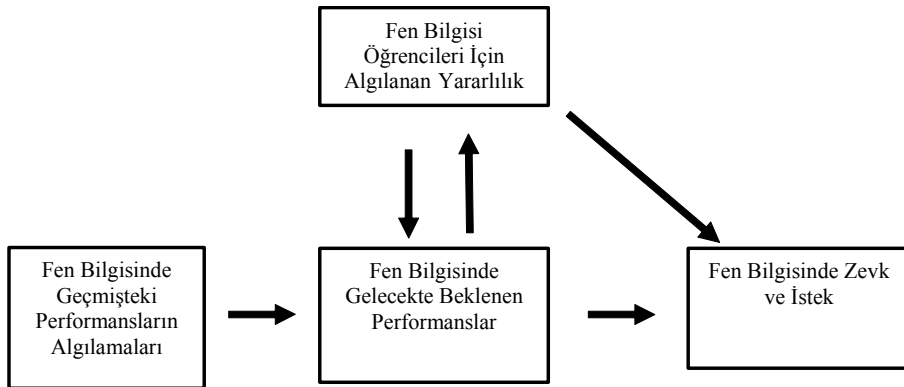 Fen Bilgisi
Öğrencileri İçin
Algılanan Yararlılık
Fen Bilgisinde
Geçmişteki
Performansların
Algılamaları
Fen Bilgisinde
Gelecekte Beklenen
Performanslar
Fen Bilgisinde Zevk
ve İstek